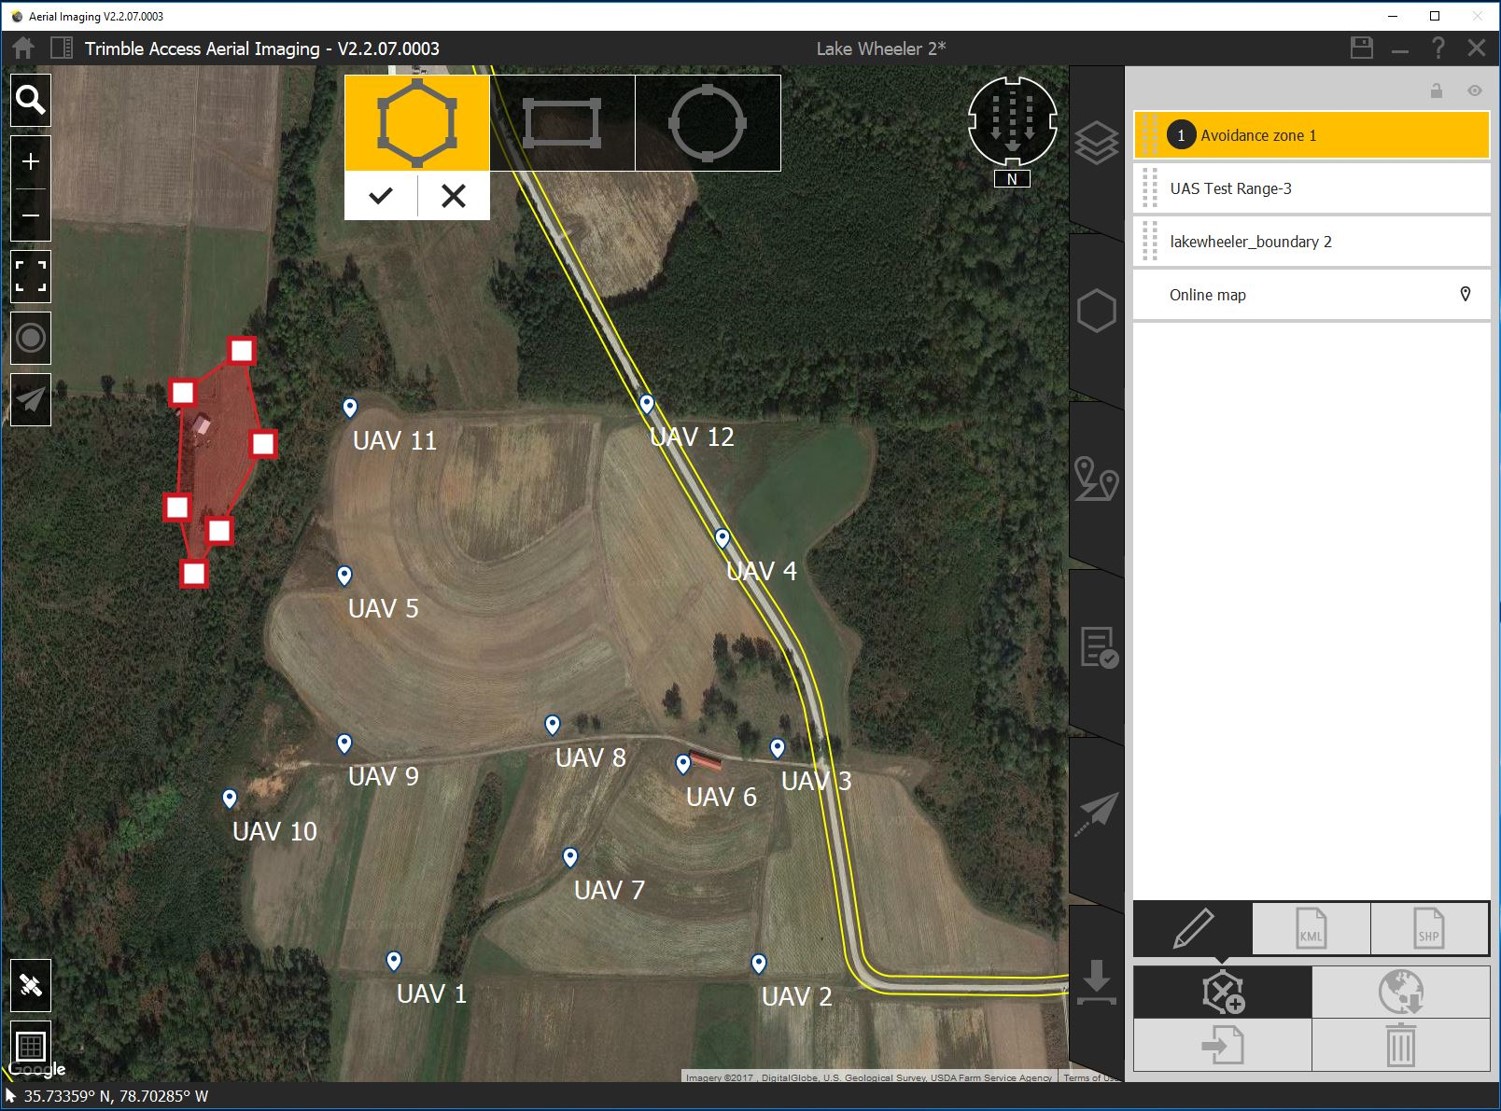 Aerial Imaging V2.2.07.0003
Trimble Access Aerial Imaging - V2.2.07.0003
Lake Wheeler 2*
?
N
1 Avoidance zone 1
UAS Test Range-3
lakewheeler_boundary 2
Online map
UAV 11
UAV 12
UAV 4
UAV 5
UAV 8
UAV 9
UAV 3
UAV 6
UAV 10
UAV 7
UAV 1
UAV 2
KML
SHP
Google
Imagery ©2017 , DigitalGlobe, U.S. Geological Survey, USDA Farm Service Agency
Terms of Us
35.73359° N, 78.70285° W